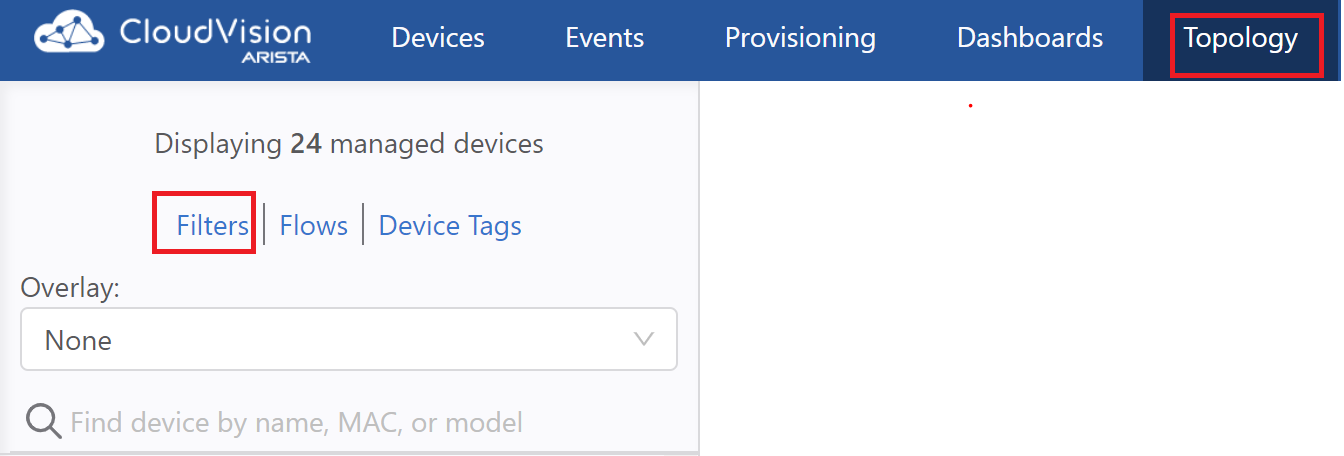 CloudVision
ARISTA
Devices Events Provisioning Dashboards Topology
Displaying 24 managed devices
Filters Flows Device Tags
Overlay:
None
Find device by name, MAC, or model